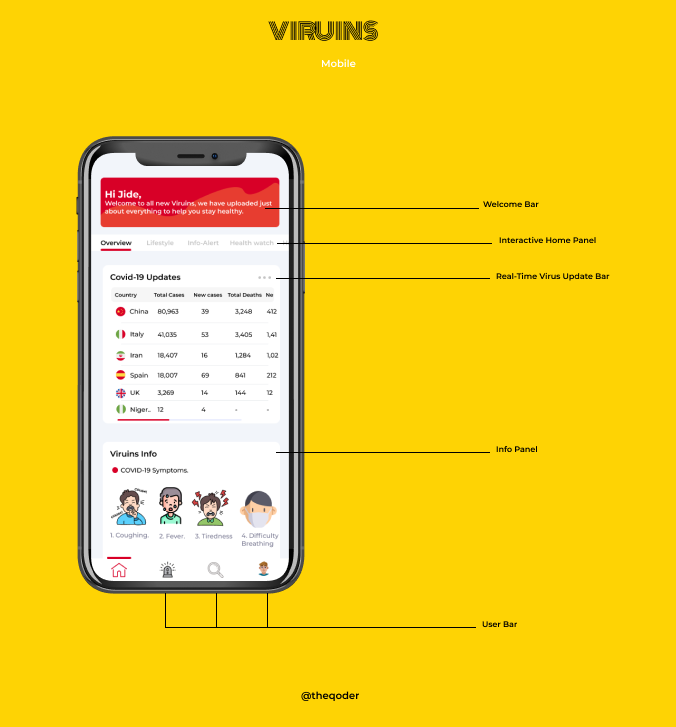 VIRUINS
Mobile
Hi Jide,
Welcome to all new Viruins, we have uploaded just
about everything to help you stay healthy.
Welcome Bar
Overview Lifestyle Info-Alert Health watch
Interactive Home Panel
Covid-19 Updates
Real-Time Virus Update Bar
Country Total Cases New cases Total Deaths Ne
China 80,963 39 3,248 412
Italy 41,035 53 3,405 1,41
Iran 18,407 16 1,284 1,02
Spain 18,007 69 841 212
UK 3,269 14 144 12
Niger.. 12 4 - -
Viruins Info
Info Panel
COVID-19 Symptoms.
1. Coughing. 2. Fever. 3. Tiredness 4. Difficulty
Breathing
User Bar
@theqoder